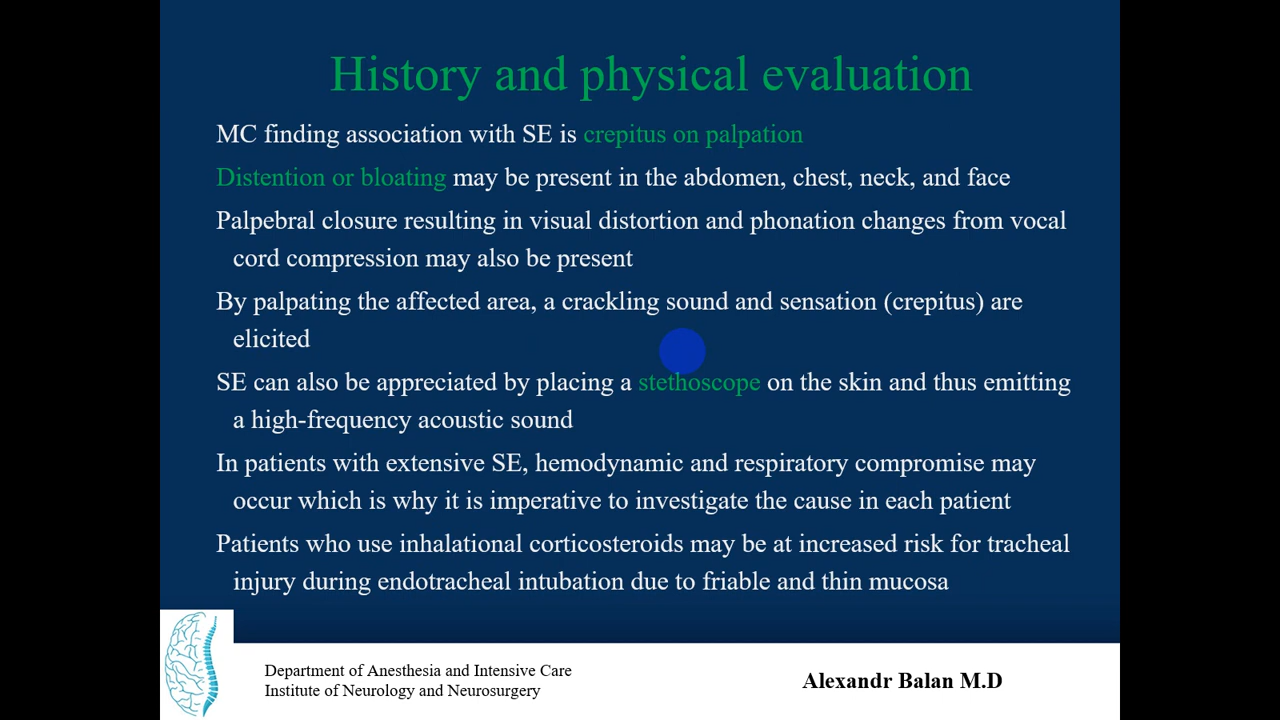 History and physical evaluation
MC finding association with SE is crepitus on palpation
Distention or bloating may be present in the abdomen, chest, neck, and face
Palpebral closure resulting in visual distortion and phonation changes from vocal
cord compression may also be present
By palpating the affected area, a crackling sound and sensation (crepitus) are
elicited
SE can also be appreciated by placing a stethoscope on the skin and thus emitting
a high-frequency acoustic sound
In patients with extensive SE, hemodynamic and respiratory compromise may
occur which is why it is imperative to investigate the cause in each patient
Patients who use inhalational corticosteroids may be at increased risk for tracheal
injury during endotracheal intubation due to friable and thin mucosa
Department of Anesthesia and Intensive Care
Institute of Neurology and Neurosurgery
Alexandr Balan M.D